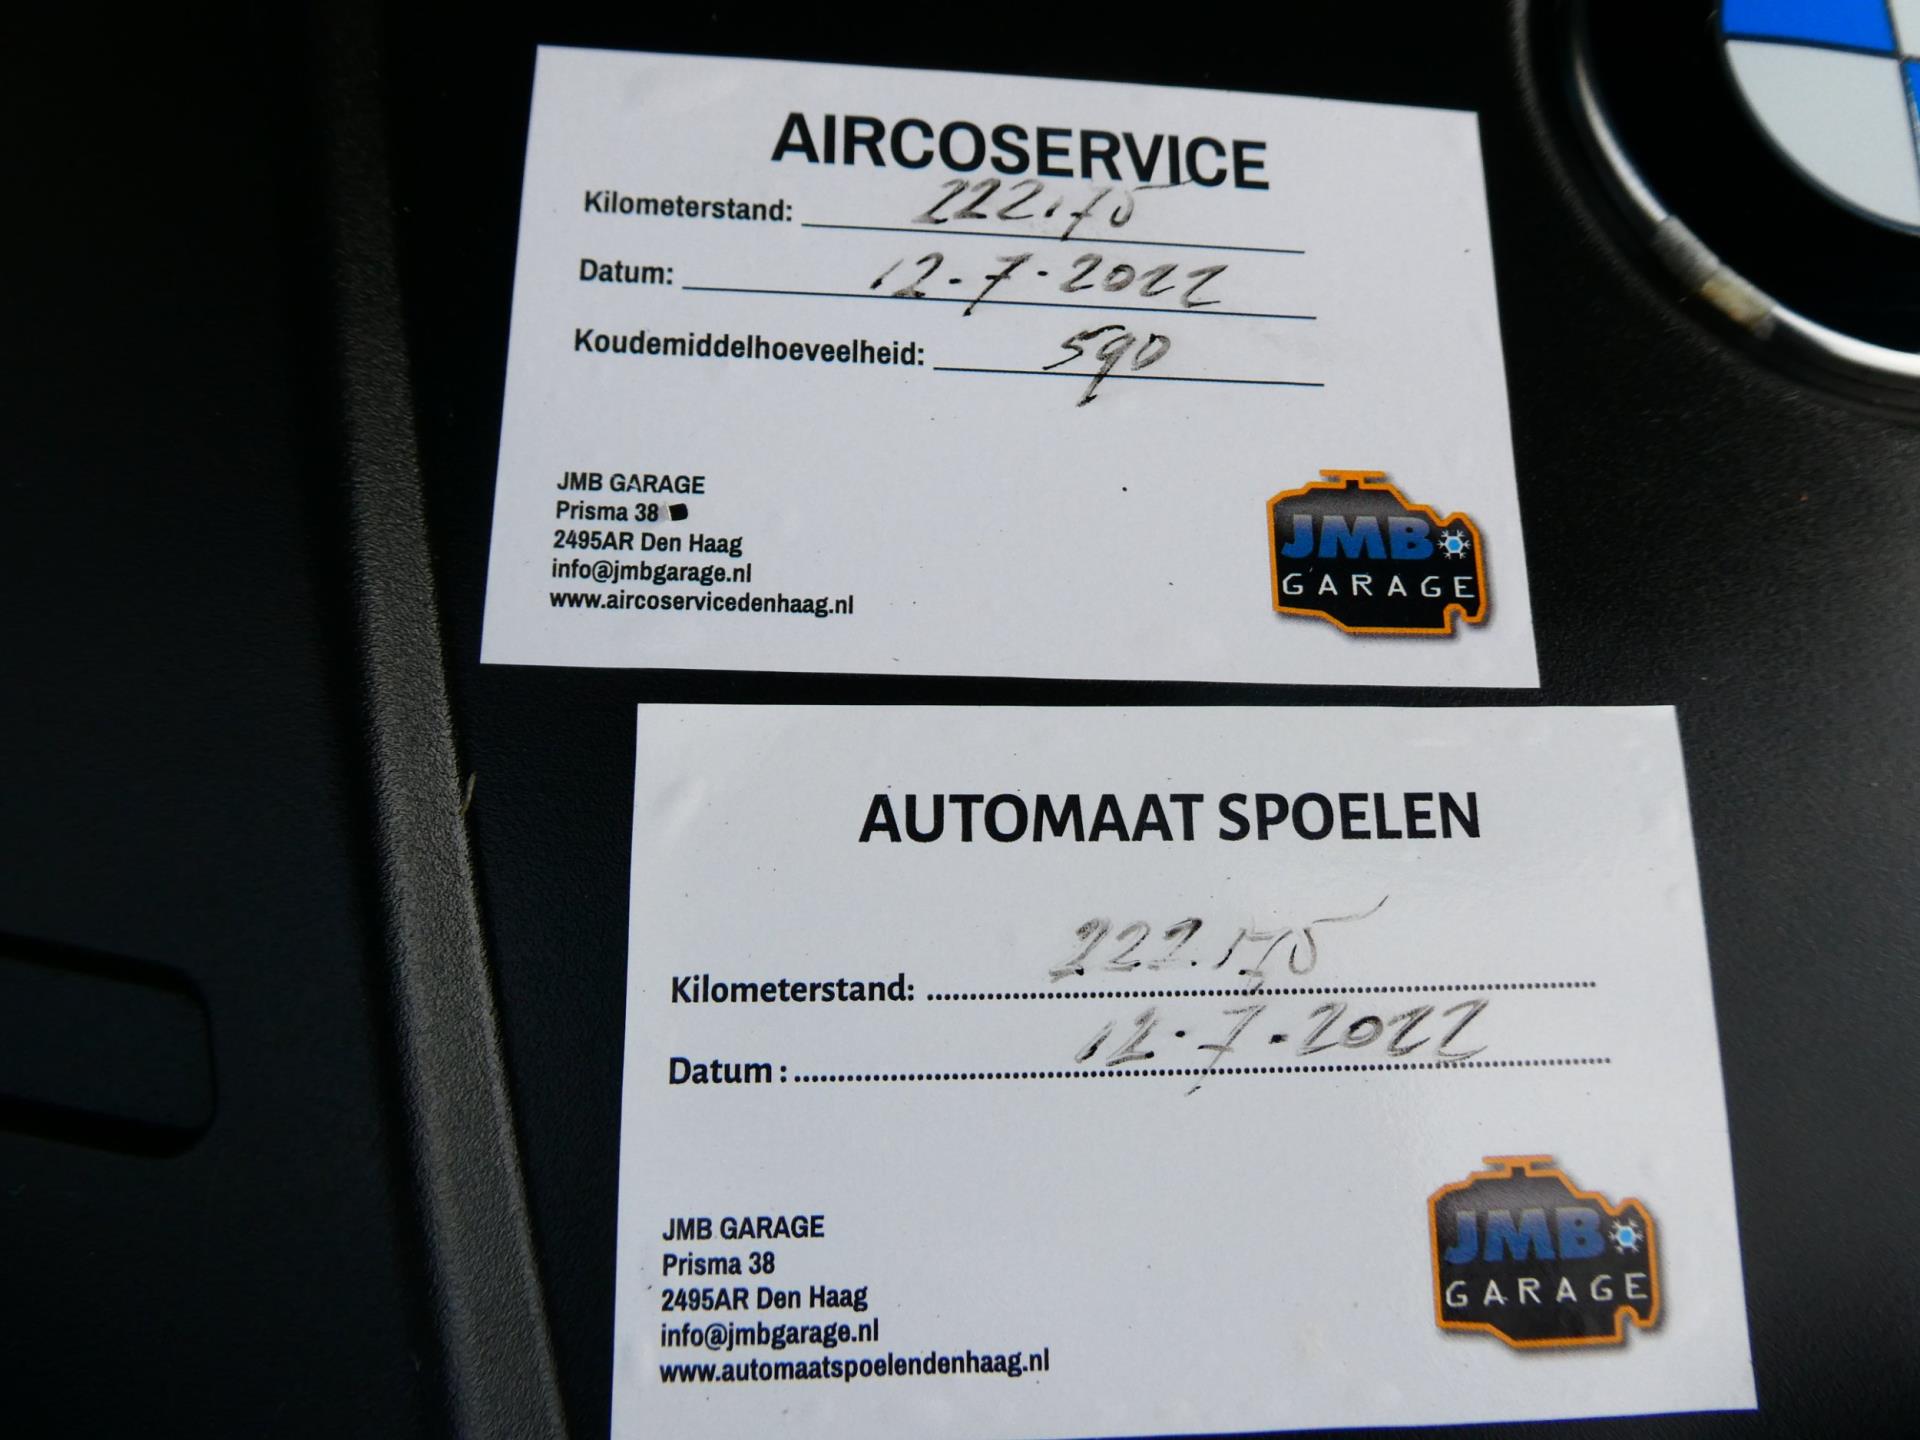 AIRCOSERVICE
Kilometerstand: 222.175
Datum: 12-7-2022
Koudemiddelhoeveelheid: 590
JMB GARAGE
Prisma 38
2495AR Den Haag
info@jmbgarage.nl
www.aircoservicedenhaag.nl
JMB
GARAGE
AUTOMAAT SPOELEN
Kilometerstand: 222.175
Datum : 12-7-2022
JMB GARAGE
Prisma 38
2495AR Den Haag
info@jmbgarage.nl
www.automaatspoelendenhaag.nl
JMB
GARAGE